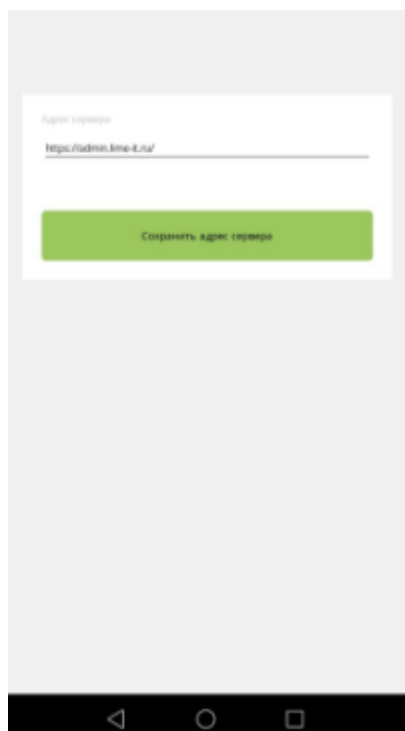 Адрес сервера
https://admin.lime-it.ru/
Сохранить адрес сервера